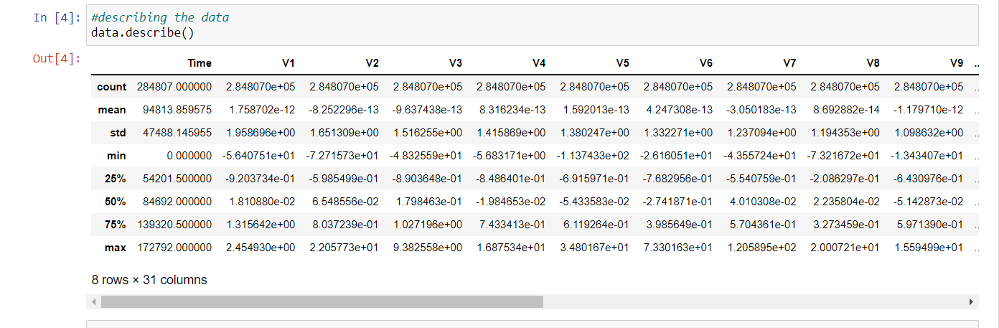 In [4]: #describing the data
data.describe()
Out[4]:
Time V1 V2 V3 V4 V5 V6 V7 V8 V9 ..
count 284807.000000 2.848070e+05 2.848070e+05 2.848070e+05 2.848070e+05 2.848070e+05 2.848070e+05 2.848070e+05 2.848070e+05 2.848070e+05 ..
mean 94813.859575 1.758702e-12 -8.252296e-13 -9.637438e-13 8.316234e-13 1.592013e-13 4.247308e-13 -3.050183e-13 8.692882e-14 -1.179710e-12 ..
std 47488.145955 1.958696e+00 1.651309e+00 1.516255e+00 1.415869e+00 1.380247e+00 1.332271e+00 1.237094e+00 1.194353e+00 1.098632e+00 ..
min 0.000000 -5.640751e+01 -7.271573e+01 -4.832559e+01 -5.683171e+00 -1.137433e+02 -2.616051e+01 -4.355724e+01 -7.321672e+01 -1.343407e+01 ..
25% 54201.500000 -9.203734e-01 -5.985499e-01 -8.903648e-01 -8.486401e-01 -6.915971e-01 -7.682956e-01 -5.540759e-01 -2.086297e-01 -6.430976e-01 ..
50% 84692.000000 1.810880e-02 6.548556e-02 1.798463e-01 -1.984653e-02 -5.433583e-02 -2.741871e-01 4.010308e-02 2.235804e-02 -5.142873e-02 ..
75% 139320.500000 1.315642e+00 8.037239e-01 1.027196e+00 7.433413e-01 6.119264e-01 3.985649e-01 5.704361e-01 3.273459e-01 5.971390e-01 ..
max 172792.000000 2.454930e+00 2.205773e+01 9.382558e+00 1.687534e+01 3.480167e+01 7.330163e+01 1.205895e+02 2.000721e+01 1.559499e+01 ..
8 rows × 31 columns